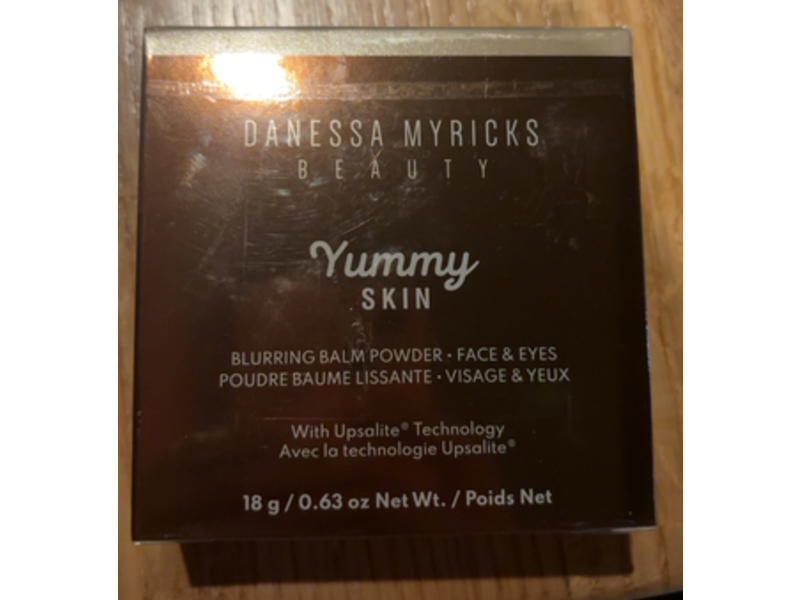 DANESSA MYRICKS
BEAUTY
Yummy
SKIN
BLURRING BALM POWDER • FACE & EYES
POUDRE BAUME LISSANTE • VISAGE & YEUX
With Upsalite® Technology
Avec la technologie Upsalite®
18 g / 0.63 oz Net Wt. / Poids Net